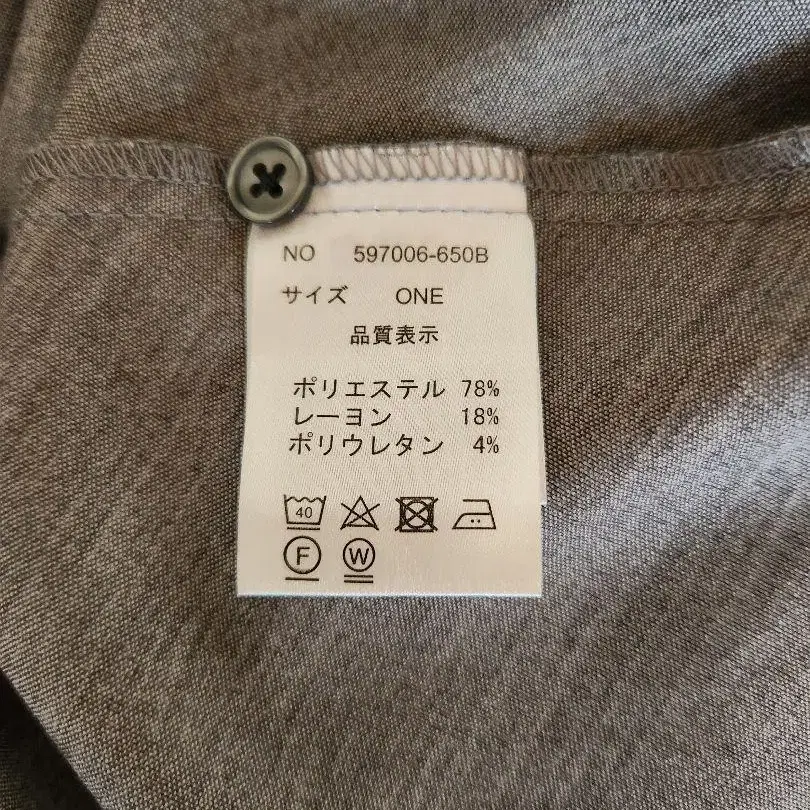 NO 597006-650B
サイズ ONE
品質表示
ポリエステル 78%
レーヨン 18%
ポリウレタン 4%
40
F W